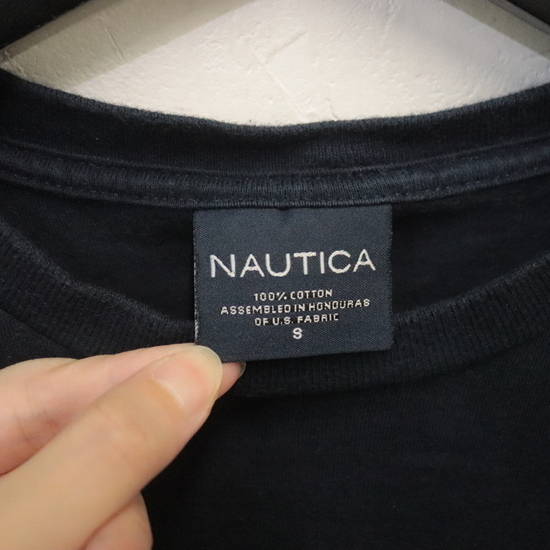 NAUTICA
100% COTTON
ASSEMBLED IN HONDURAS
OF U.S. FABRIC
S